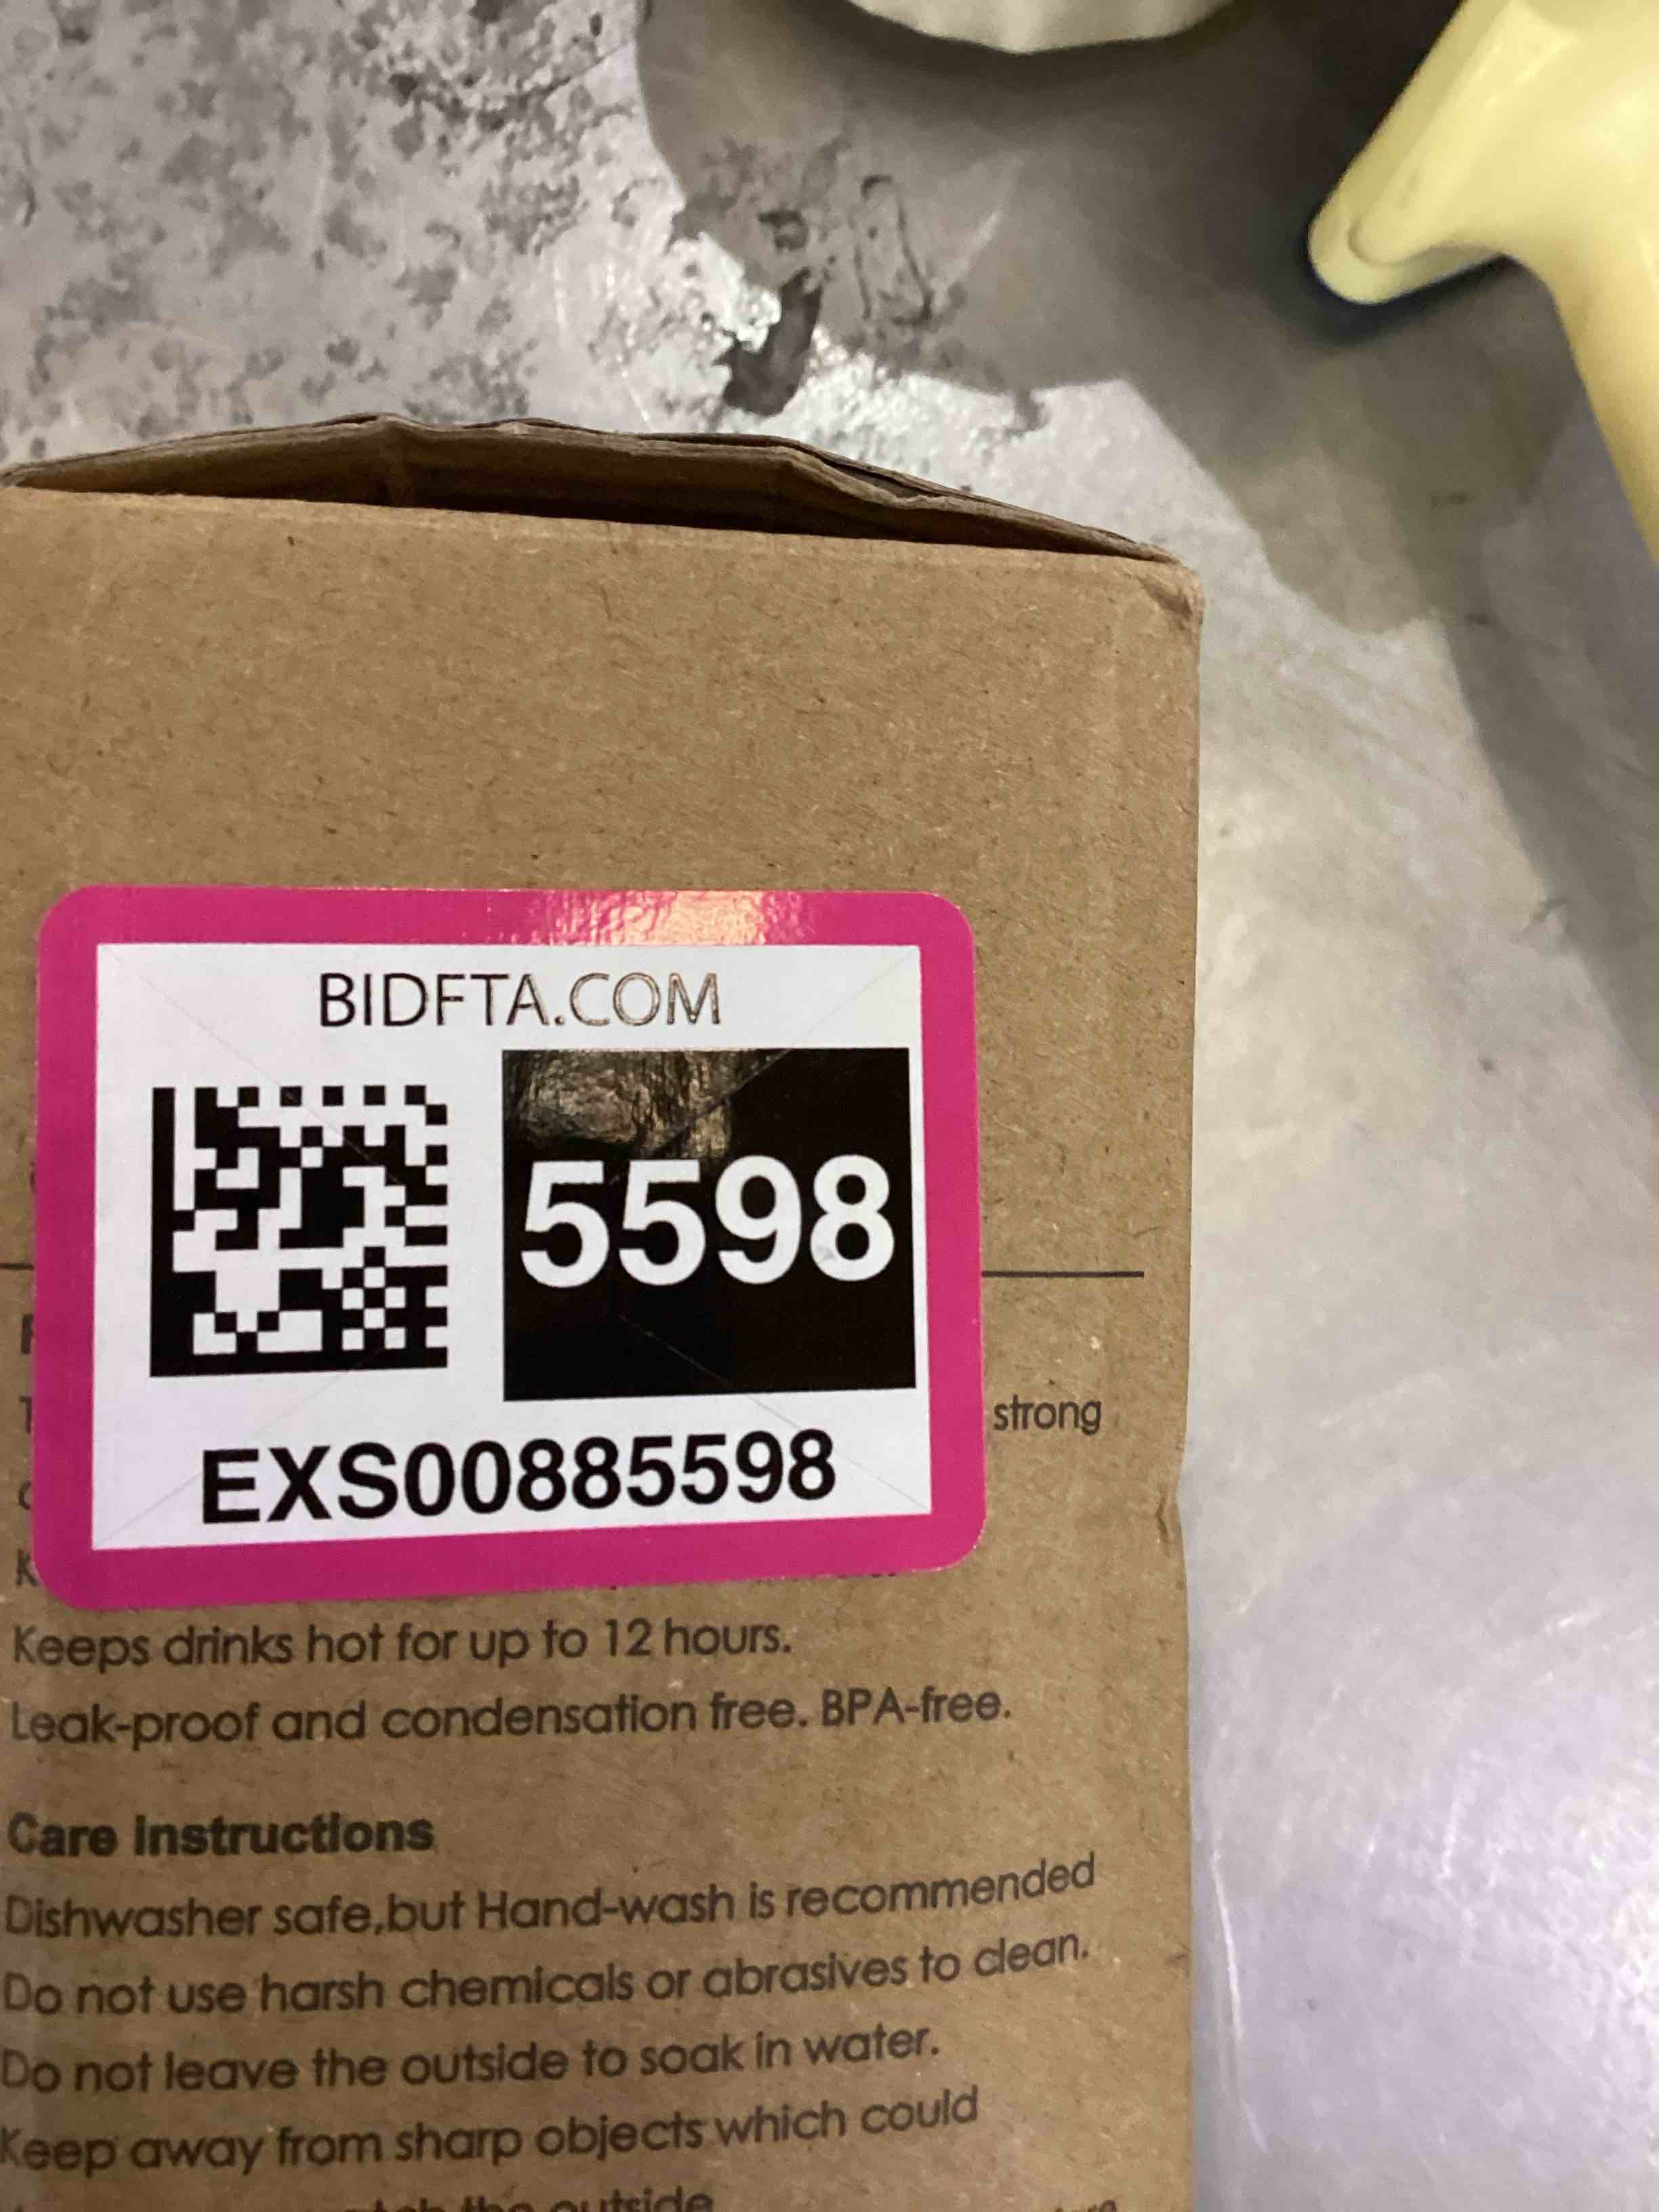 BIDFTA.COM
5598
EXS00885598
strong
Keeps drinks hot for up to 12 hours.
Leak-proof and condensation free. BPA-free.
Care Instructions
Dishwasher safe,but Hand-wash is recommended
Do not use harsh chemicals or abrasives to clean.
Do not leave the outside to soak in water.
Keep away from sharp objects which could
the outside